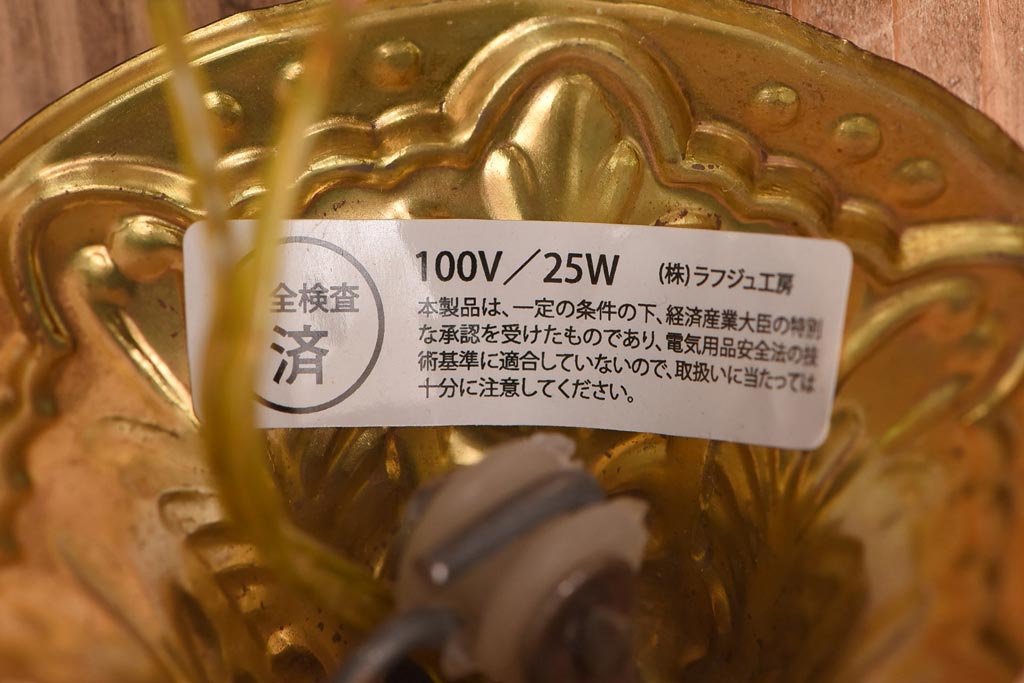 全検査
済
100V／25W (株)ラフジュ工房
本製品は、一定の条件の下、経済産業大臣の特別
な承認を受けたものであり、電気用品安全法の技
術基準に適合していないので、取扱いに当たっては
十分に注意してください。